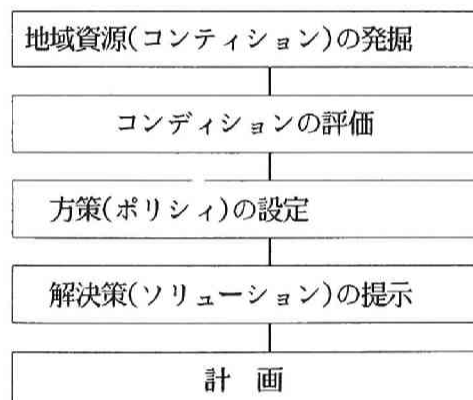 地域資源(コンティション)の発掘
コンディションの評価
方策(ポリシィ)の設定
解決策(ソリューション)の提示
計　画